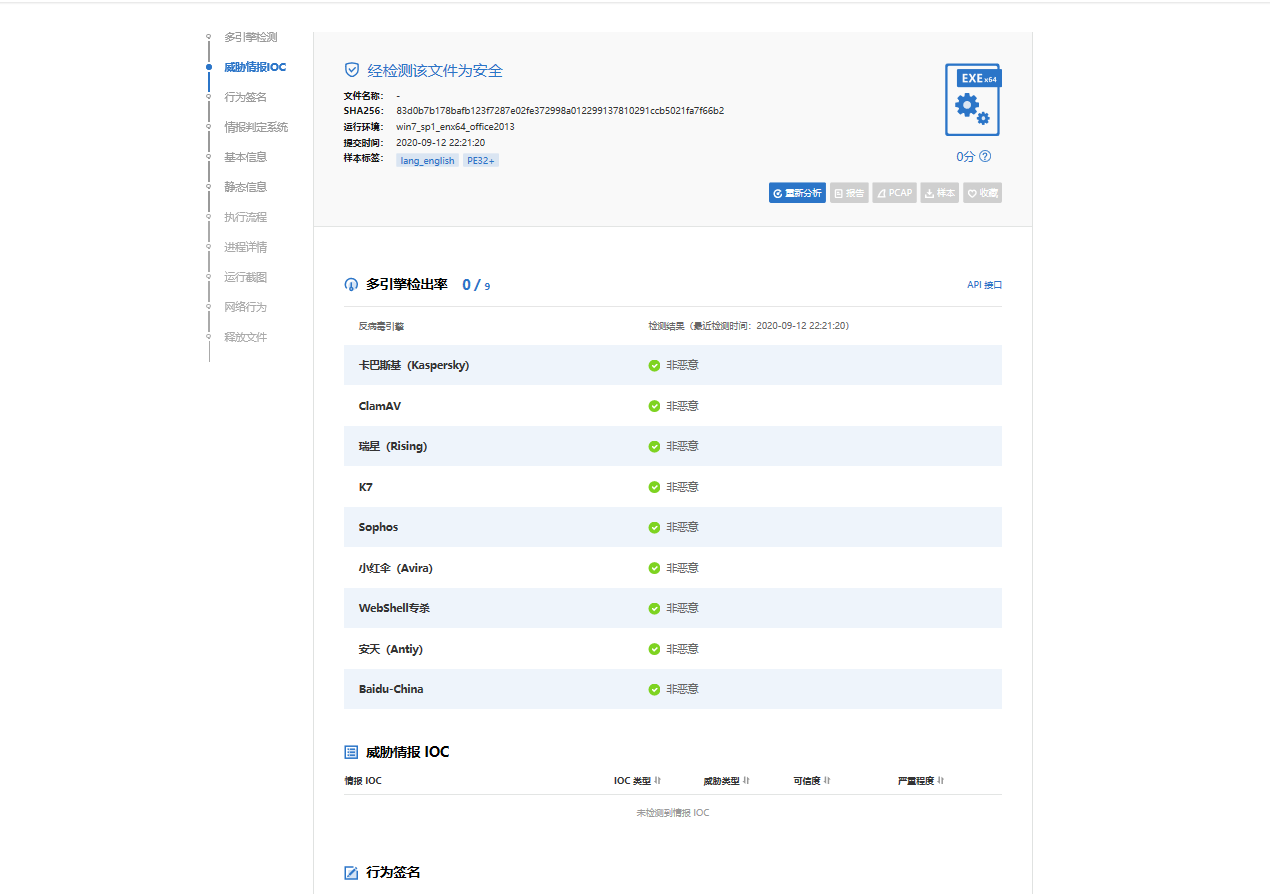 多引擎检测
威胁情报IOC
行为签名
情报判定系统
基本信息
静态信息
执行流程
进程详情
运行截图
网络行为
释放文件
经检测该文件为安全
文件名称： -
SHA256： 83d0b7b178bafb123f7287e02fe372998a012299137810291ccb5021fa7f66b2
运行环境： win7_sp1_enx64_office2013
提交时间： 2020-09-12 22:21:20
样本标签： lang_english PE32+
EXE x64
0分 ?
重新分析 报告 PCAP 样本 收藏
多引擎检出率 0 / 9 API 接口
反病毒引擎 检测结果（最近检测时间：2020-09-12 22:21:20）
卡巴斯基（Kaspersky) 非恶意
ClamAV 非恶意
瑞星（Rising) 非恶意
K7 非恶意
Sophos 非恶意
小红伞（Avira) 非恶意
WebShell专杀 非恶意
安天（Antiy) 非恶意
Baidu-China 非恶意
威胁情报 IOC
情报 IOC IOC 类型 威胁类型 可信度 严重程度
未检测到情报 IOC
行为签名